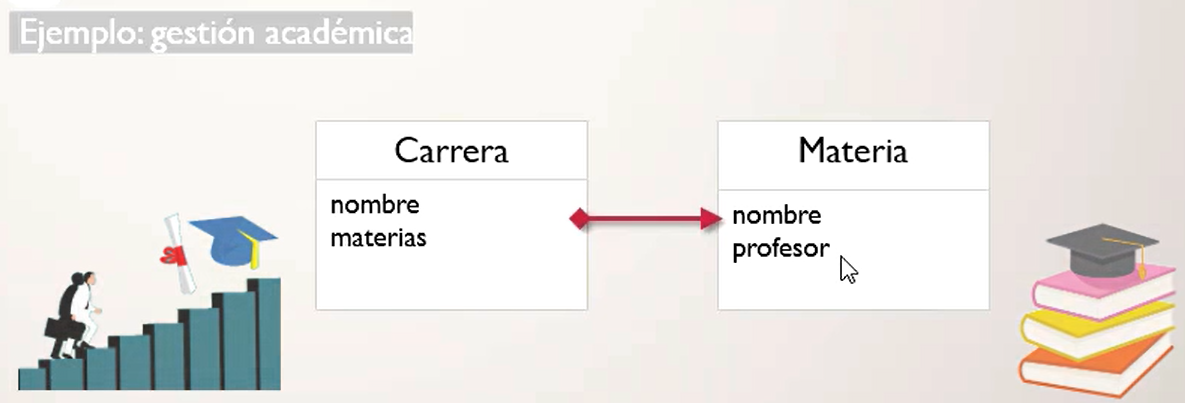 Ejemplo: gestión académica
Carrera
nombre
materias
Materia
nombre
profesor